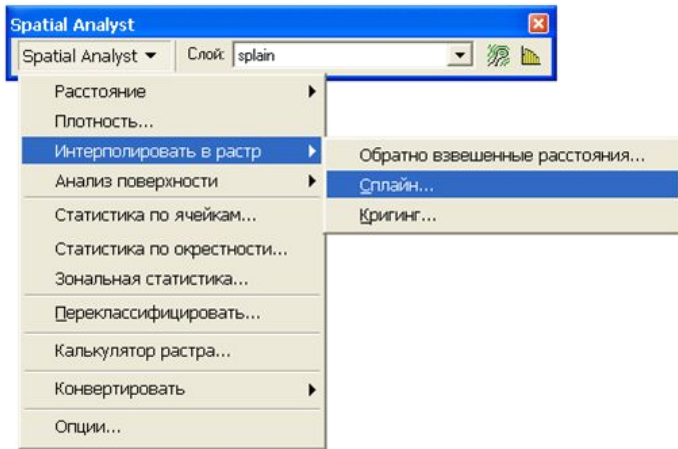 Spatial Analyst
Spatial Analyst Слой: splain
Расстояние
Плотность...
Интерполировать в растр
Обратно взвешенные расстояния...
Анализ поверхности
Сплайн...
Статистика по ячейкам...
Кригинг...
Статистика по окрестности...
Зональная статистика...
Переклассифицировать...
Калькулятор растра...
Конвертировать
Опции...